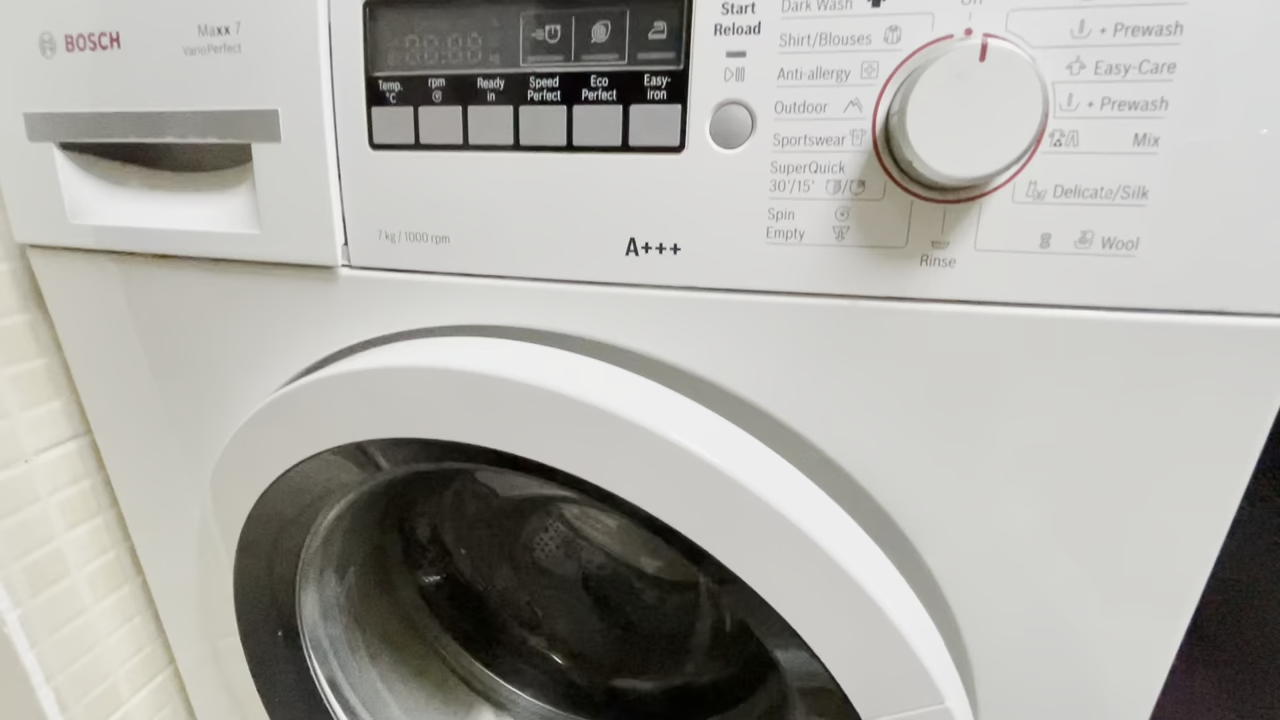 BOSCH
Maxx 7
VarioPerfect
Temp. °C
rpm
Ready in
Speed Perfect
Eco Perfect
Easy-Iron
7 kg / 1000 rpm
A+++
Start
Reload
Dark Wash
Shirt/Blouses
Anti-allergy
Outdoor
Sportswear
SuperQuick
30'/15'
Spin
Empty
Rinse
+ Prewash
Easy-Care
+ Prewash
Mix
Delicate/Silk
Wool